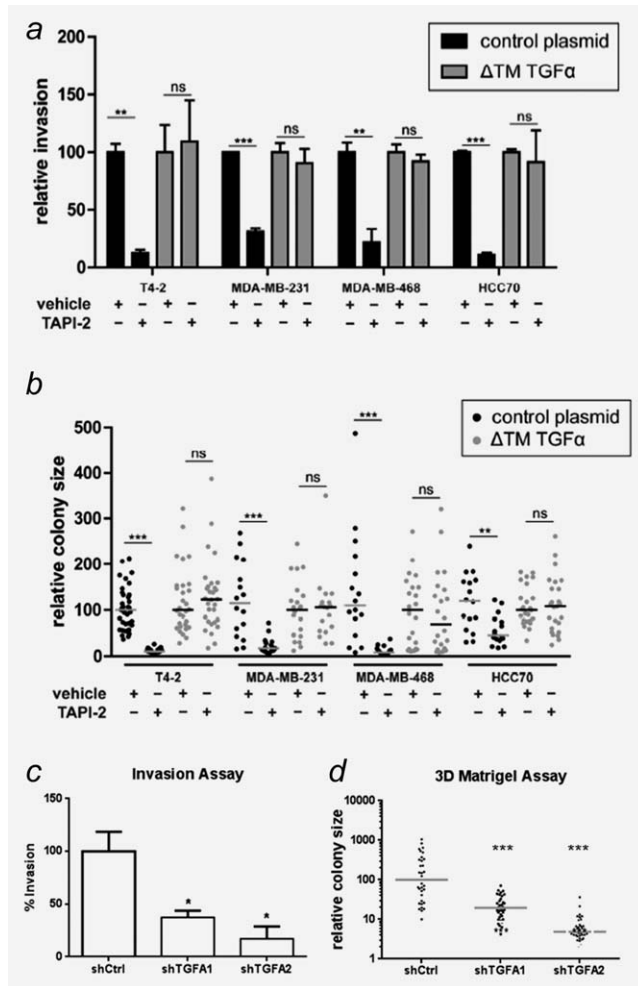 a
200
150
100
50
0
relative invasion
control plasmid
ΔTM TGFα
** ns *** ns ** ns *** ns
T4-2 MDA-MB-231 MDA-MB-468 HCC70
vehicle + – + – + – + – + – + – + – + –
TAPI-2 – + – + – + – + – + – + – + – +
b
500
400
300
200
100
0
relative colony size
control plasmid
ΔTM TGFα
*** ns *** ns *** ns ** ns
T4-2 MDA-MB-231 MDA-MB-468 HCC70
vehicle + – + – + – + – + – + – + – + –
TAPI-2 – + – + – + – + – + – + – + – +
c
Invasion Assay
150
100
50
0
% Invasion
* *
shCtrl shTGFA1 shTGFA2
d
3D Matrigel Assay
10000
1000
100
10
1
relative colony size
*** ***
shCtrl shTGFA1 shTGFA2